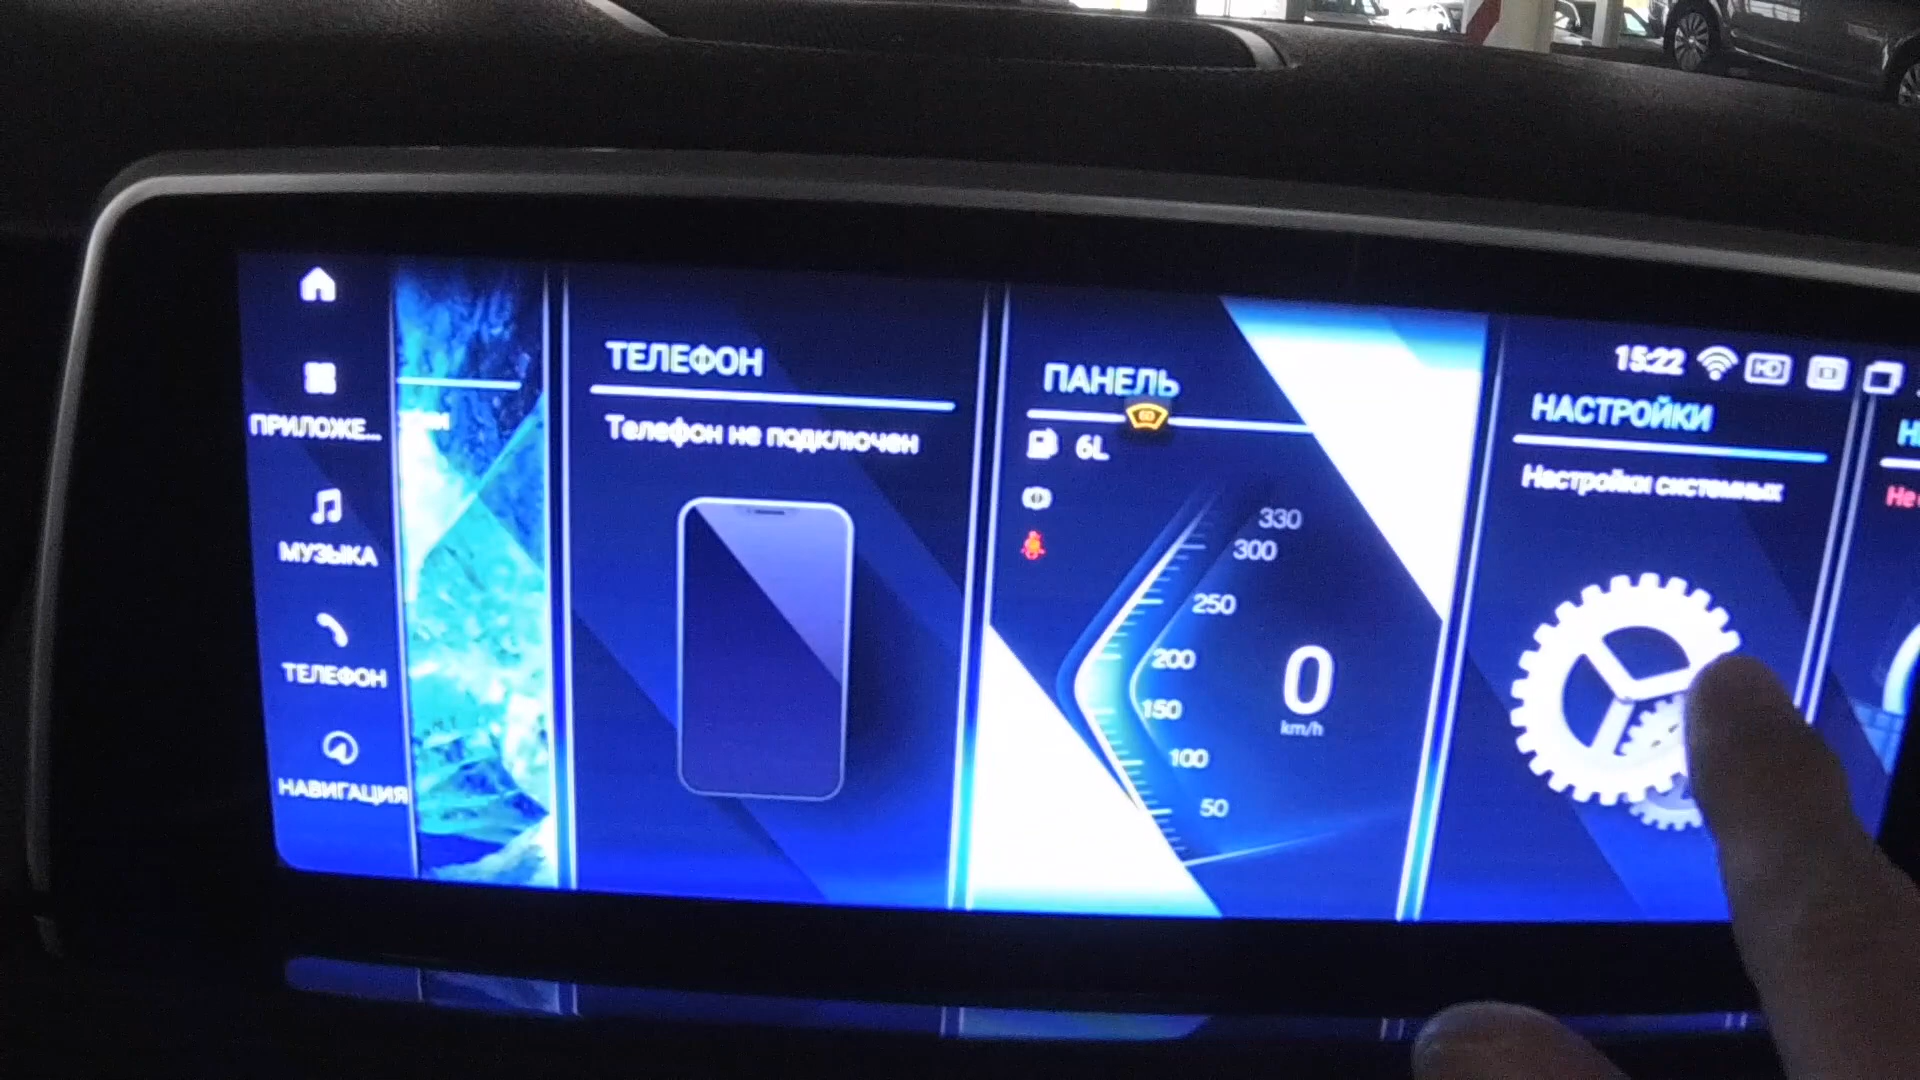 ПРИЛОЖЕ...
МУЗЫКА
ТЕЛЕФОН
НАВИГАЦИЯ
ТЕЛЕФОН
Телефон не подключен
ПАНЕЛЬ
6L
330
300
250
200
150
100
50
0
km/h
15:22
HD
НАСТРОЙКИ
Настройки системных